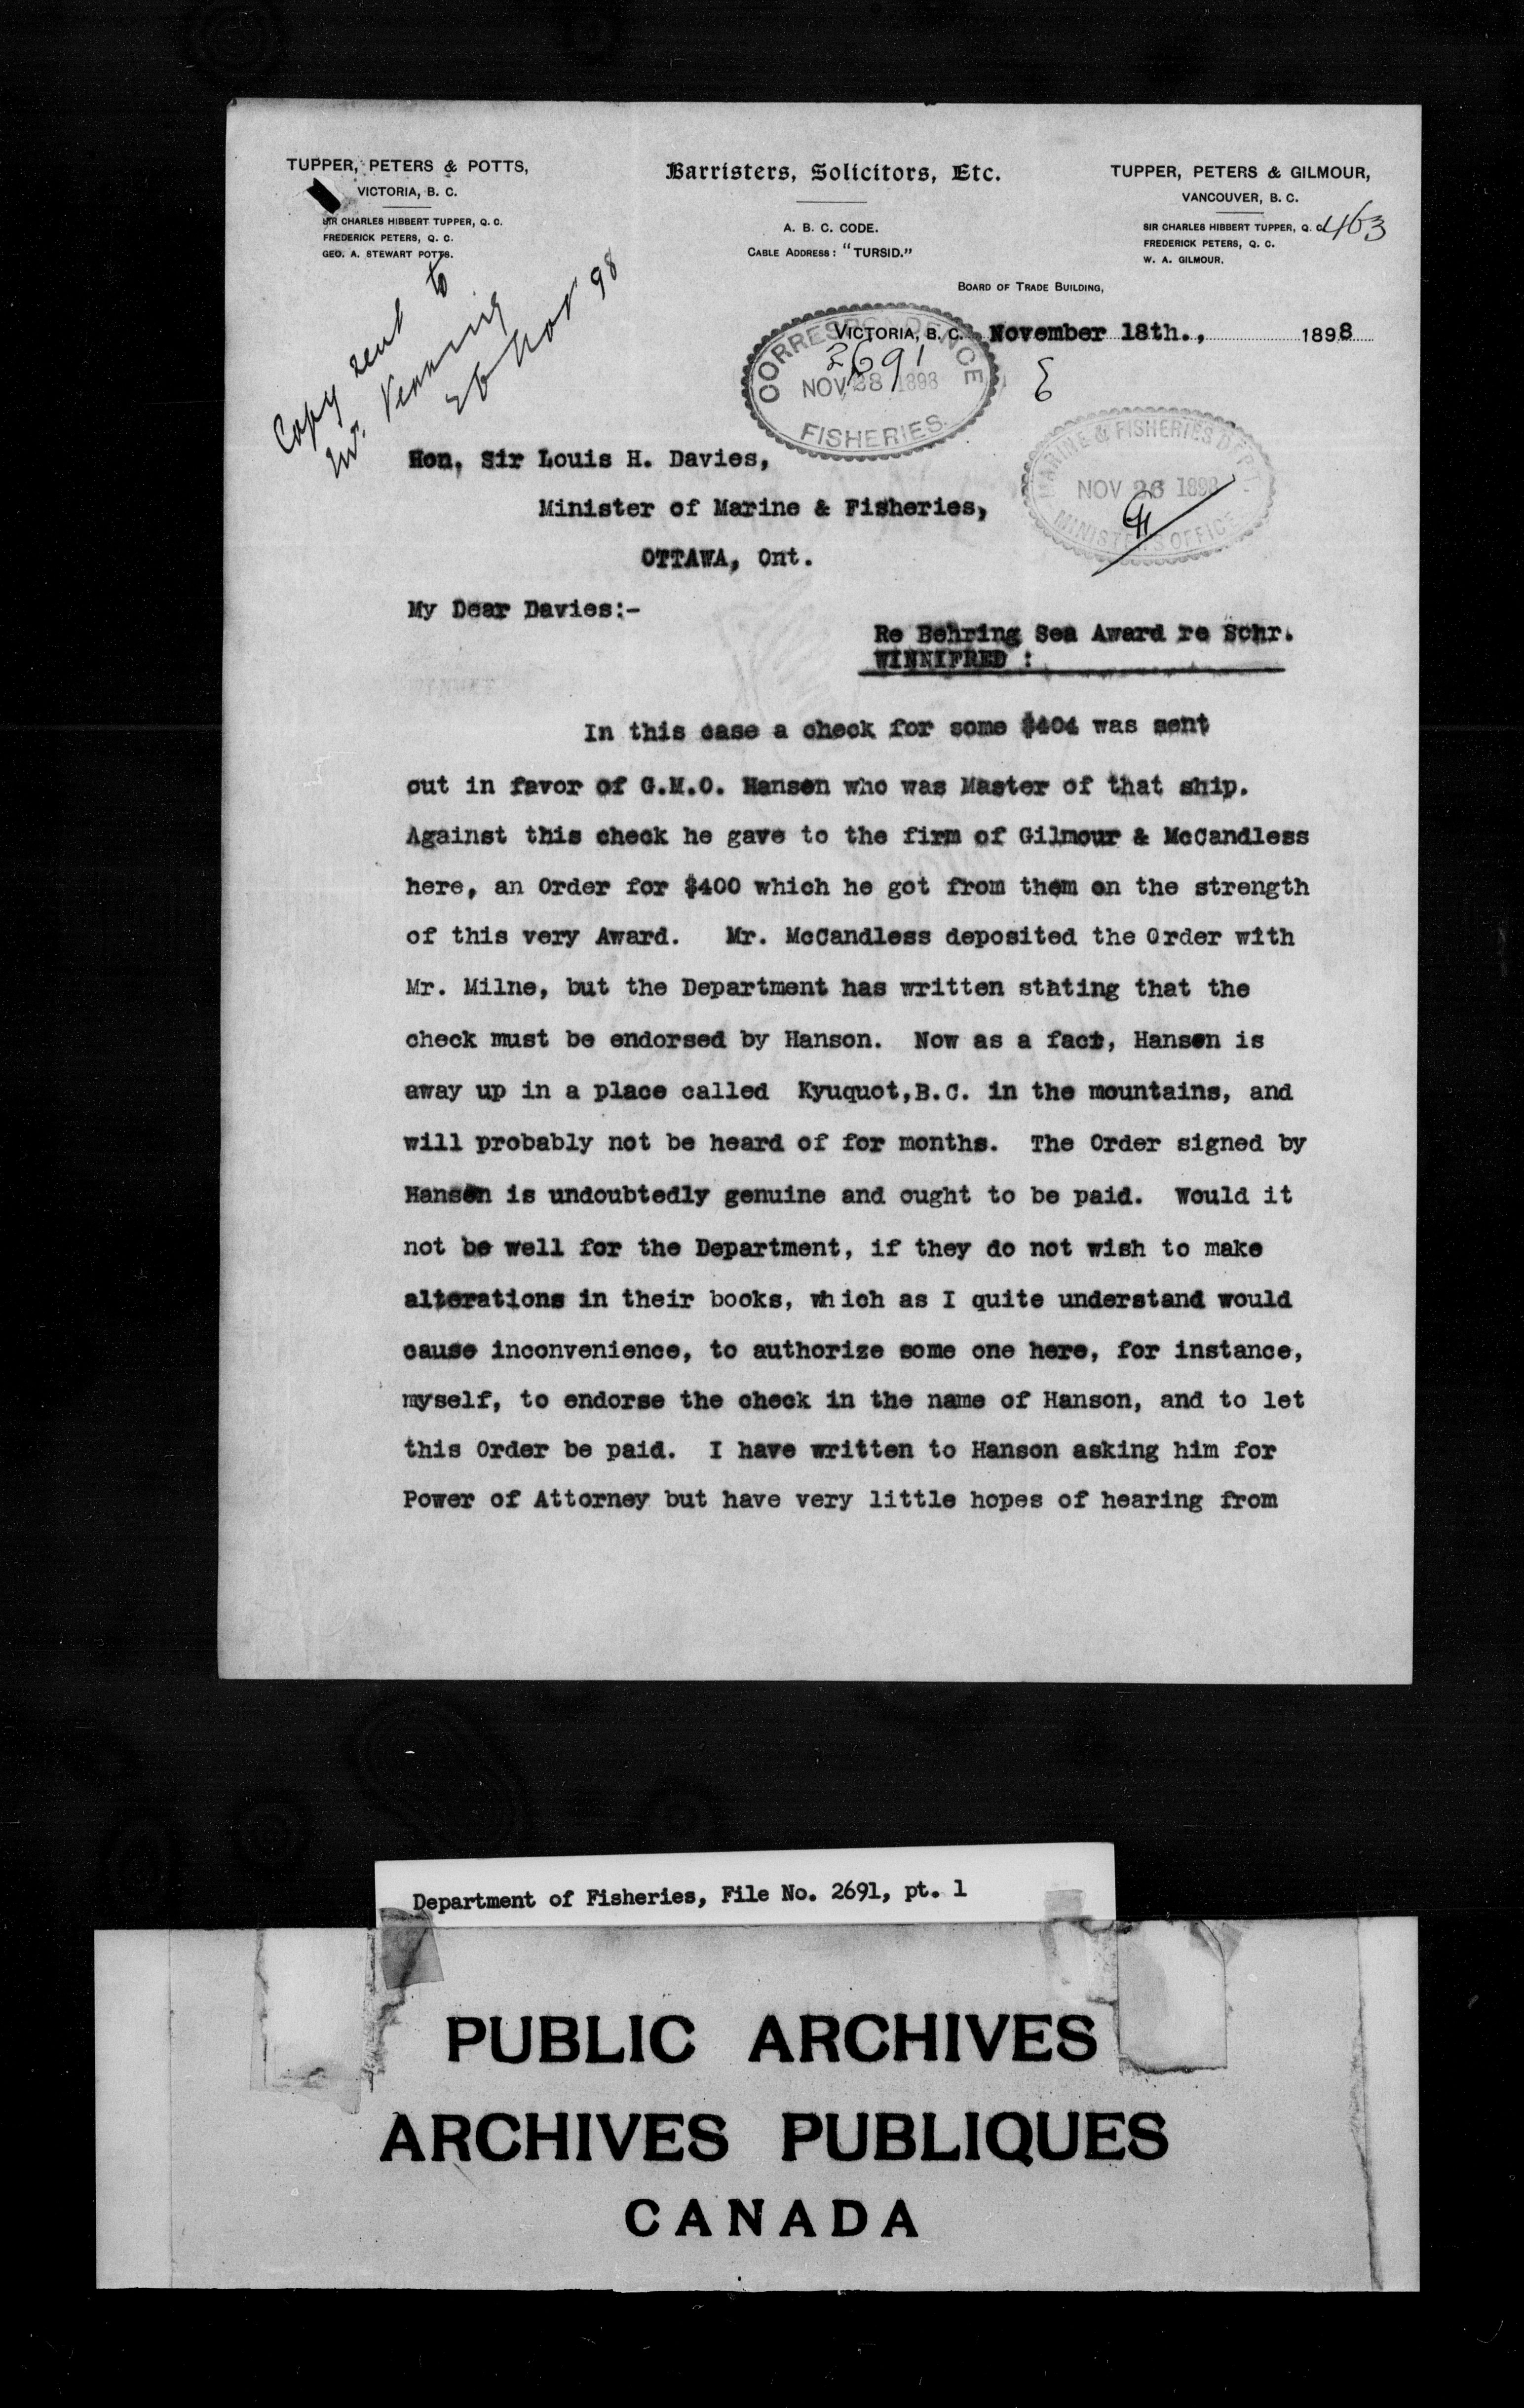 TUPPER, PETERS & POTTS,
VICTORIA, B. C.
SIR CHARLES HIBBERT TUPPER, Q. C.
FREDERICK PETERS, Q. C.
GEO. A. STEWART POTTS.
Barristers, Solicitors, Etc.
A. B. C. CODE.
CABLE ADDRESS: "TURSID."
TUPPER, PETERS & GILMOUR,
VANCOUVER, B. C.
SIR CHARLES HIBBERT TUPPER, Q. C.
FREDERICK PETERS, Q. C.
W. A. GILMOUR.
463
BOARD OF TRADE BUILDING,
VICTORIA, B. C. November 18th., 1898
Copy sent to
Mr. Venning
26 Nov 98
CORRESPONDENCE
2691
NOV 28 1898
FISHERIES
MARINE & FISHERIES DEPT.
NOV 26 1898
MINISTER'S OFFICE
Hon. Sir Louis H. Davies,
Minister of Marine & Fisheries,
OTTAWA, Ont.
My Dear Davies:-
Re Behring Sea Award re Schr.
WINNIFRED :
In this case a check for some $404 was sent
out in favor of G.M.O. Hansen who was Master of that ship.
Against this check he gave to the firm of Gilmour & McCandless
here, an Order for $400 which he got from them on the strength
of this very Award. Mr. McCandless deposited the Order with
Mr. Milne, but the Department has written stating that the
check must be endorsed by Hanson. Now as a fact, Hansen is
away up in a place called Kyuquot,B.C. in the mountains, and
will probably not be heard of for months. The Order signed by
Hansen is undoubtedly genuine and ought to be paid. Would it
not be well for the Department, if they do not wish to make
alterations in their books, which as I quite understand would
cause inconvenience, to authorize some one here, for instance,
myself, to endorse the check in the name of Hanson, and to let
this Order be paid. I have written to Hanson asking him for
Power of Attorney but have very little hopes of hearing from
Department of Fisheries, File No. 2691, pt. 1
PUBLIC ARCHIVES
ARCHIVES PUBLIQUES
CANADA